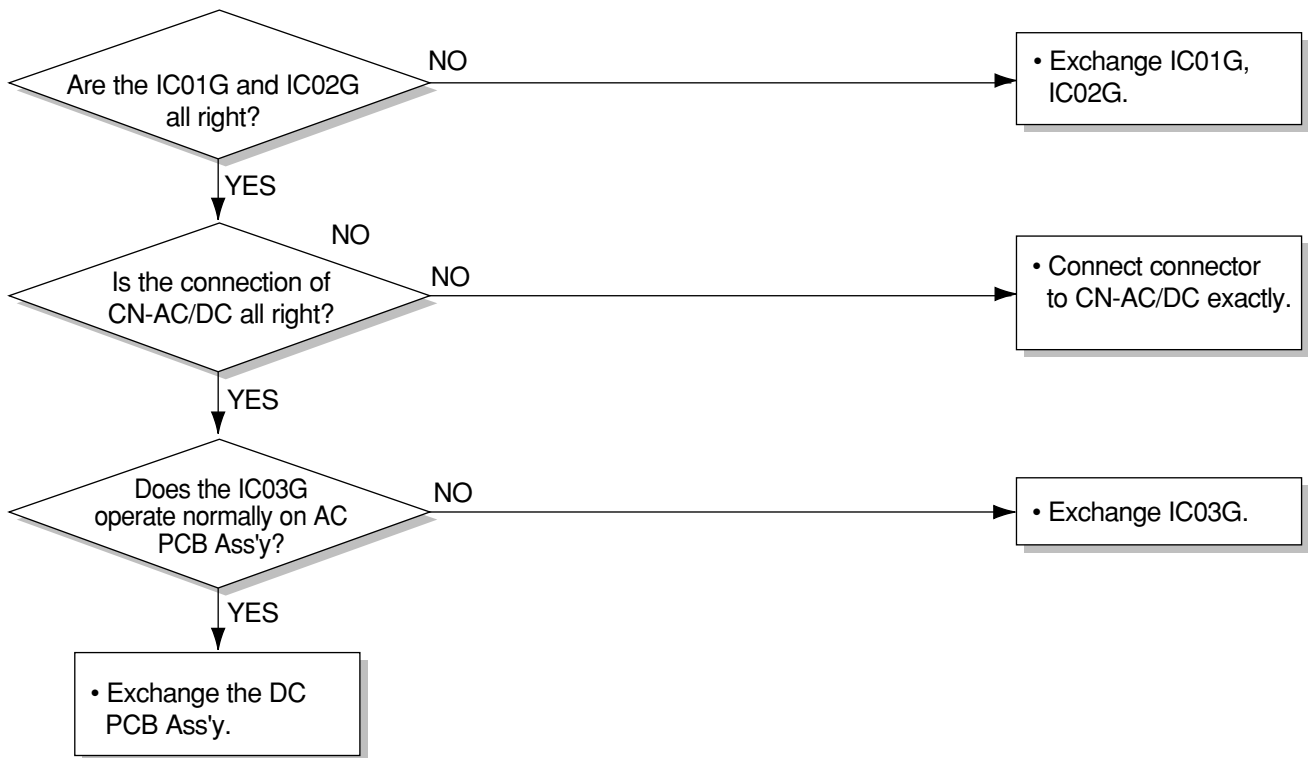 Are the IC01G and IC02G
all right?
NO
• Exchange IC01G,
IC02G.
YES
NO
Is the connection of
CN-AC/DC all right?
NO
• Connect connector
to CN-AC/DC exactly.
YES
Does the IC03G
operate normally on AC
PCB Ass'y?
NO
• Exchange IC03G.
YES
• Exchange the DC
PCB Ass'y.